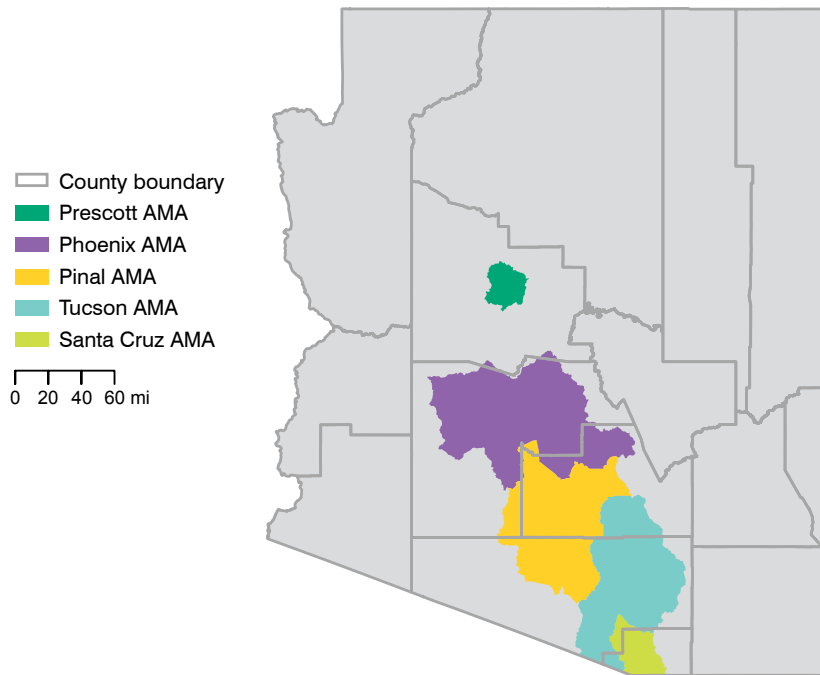 County boundary
Prescott AMA
Phoenix AMA
Pinal AMA
Tucson AMA
Santa Cruz AMA
0 20 40 60 mi